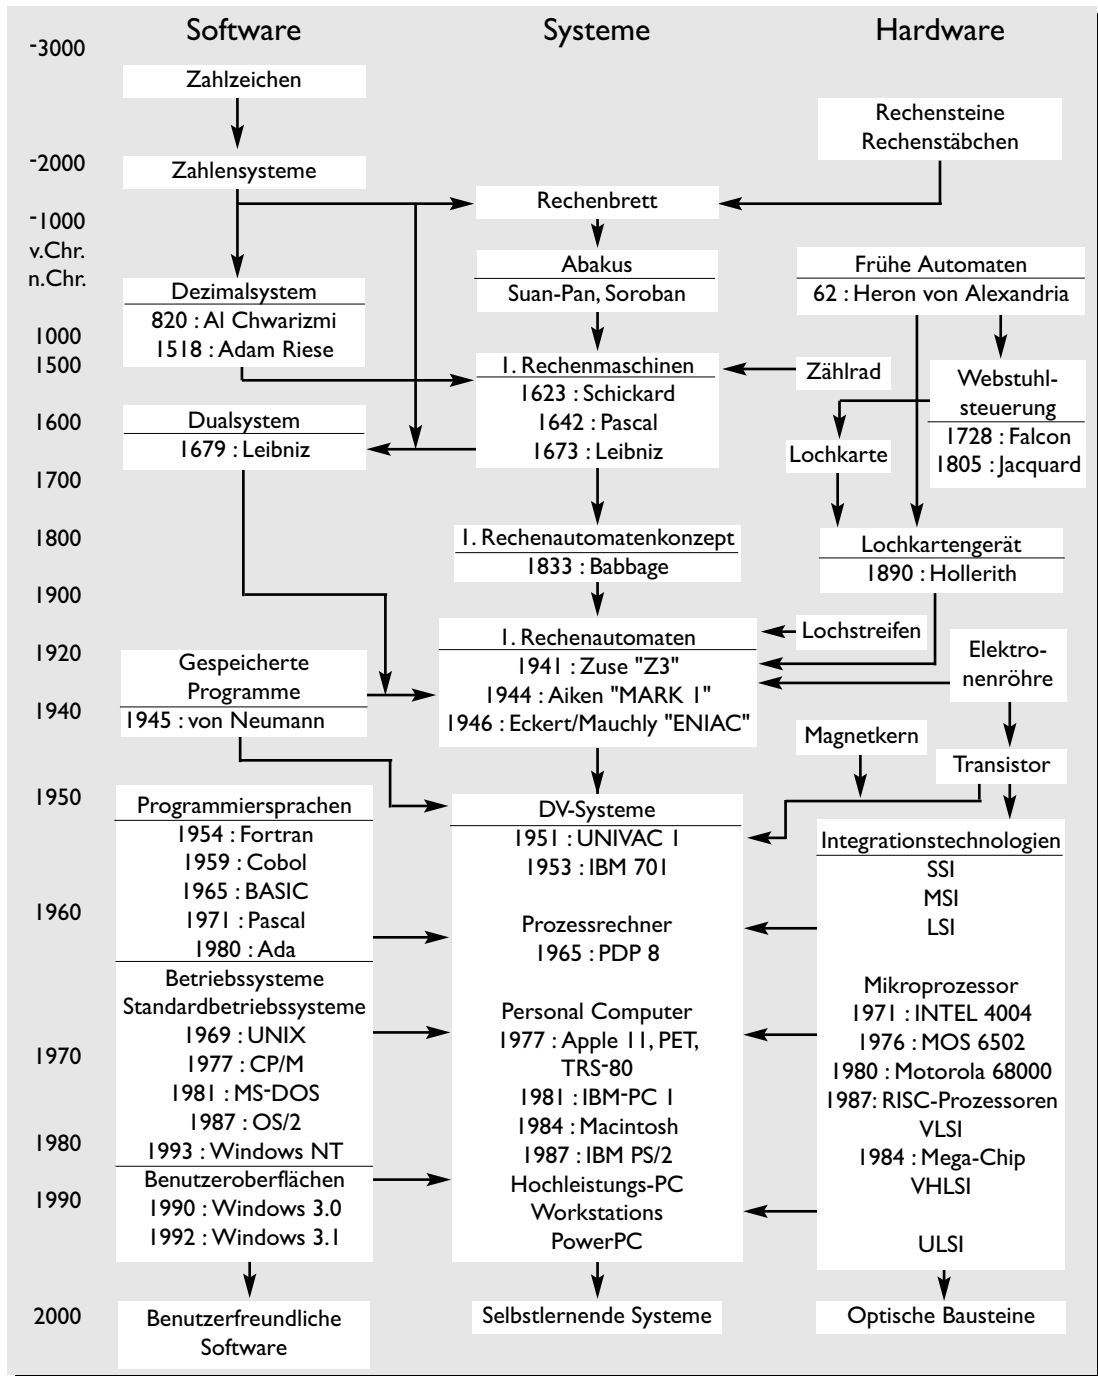 Software
Systeme
Hardware
-3000
-2000
-1000
v.Chr.
n.Chr.
1000
1500
1600
1700
1800
1900
1920
1940
1950
1960
1970
1980
1990
2000
Zahlzeichen
Zahlensysteme
Dezimalsystem
820 : Al Chwarizmi
1518 : Adam Riese
Dualsystem
1679 : Leibniz
Gespeicherte
Programme
1945 : von Neumann
Programmiersprachen
1954 : Fortran
1959 : Cobol
1965 : BASIC
1971 : Pascal
1980 : Ada
Betriebssysteme
Standardbetriebssysteme
1969 : UNIX
1977 : CP/M
1981 : MS-DOS
1987 : OS/2
1993 : Windows NT
Benutzeroberflächen
1990 : Windows 3.0
1992 : Windows 3.1
Benutzerfreundliche
Software
Rechenbrett
Abakus
Suan-Pan, Soroban
1. Rechenmaschinen
1623 : Schickard
1642 : Pascal
1673 : Leibniz
1. Rechenautomatenkonzept
1833 : Babbage
1. Rechenautomaten
1941 : Zuse "Z3"
1944 : Aiken "MARK 1"
1946 : Eckert/Mauchly "ENIAC"
DV-Systeme
1951 : UNIVAC 1
1953 : IBM 701
Prozessrechner
1965 : PDP 8
Personal Computer
1977 : Apple 11, PET,
TRS-80
1981 : IBM-PC 1
1984 : Macintosh
1987 : IBM PS/2
Hochleistungs-PC
Workstations
PowerPC
Selbstlernende Systeme
Rechensteine
Rechenstäbchen
Frühe Automaten
62 : Heron von Alexandria
Zählrad
Webstuhl-
steuerung
1728 : Falcon
1805 : Jacquard
Lochkarte
Lochkartengerät
1890 : Hollerith
Lochstreifen
Elektro-
nenröhre
Magnetkern
Transistor
Integrationstechnologien
SSI
MSI
LSI
Mikroprozessor
1971 : INTEL 4004
1976 : MOS 6502
1980 : Motorola 68000
1987: RISC-Prozessoren
VLSI
1984 : Mega-Chip
VHLSI
ULSI
Optische Bausteine